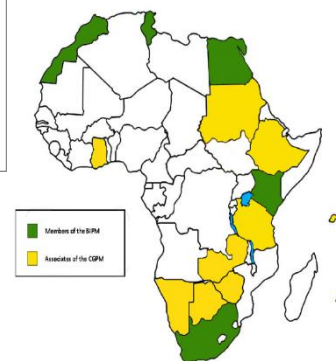 Members of the BIPM
Associates of the CGPM